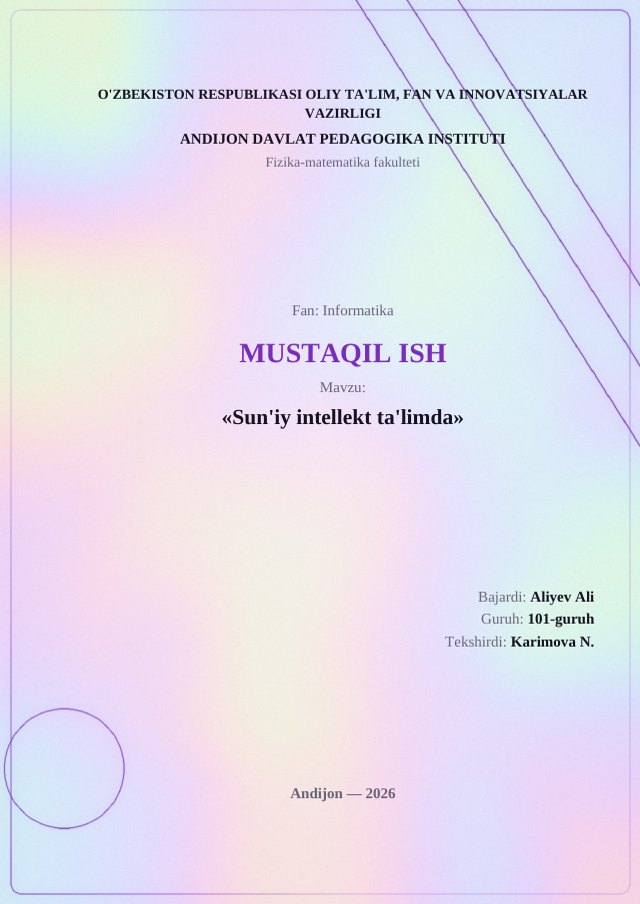 O'ZBEKISTON RESPUBLIKASI OLIY TA'LIM, FAN VA INNOVATSIYALAR
VAZIRLIGI
ANDIJON DAVLAT PEDAGOGIKA INSTITUTI
Fizika-matematika fakulteti
Fan: Informatika
MUSTAQIL ISH
Mavzu:
«Sun'iy intellekt ta'limda»
Bajardi: Aliyev Ali
Guruh: 101-guruh
Tekshirdi: Karimova N.
Andijon — 2026